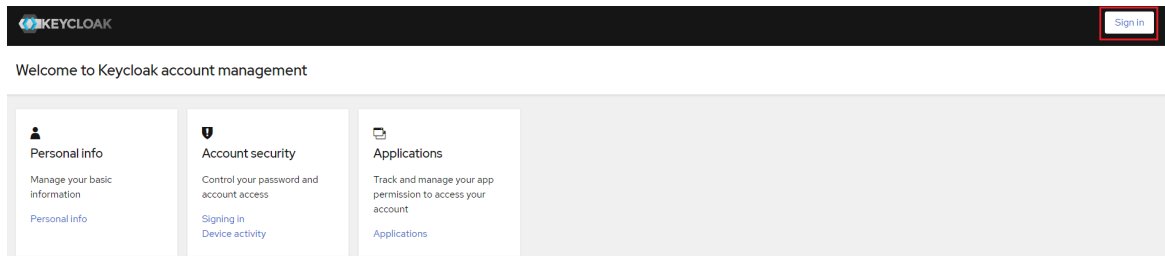 KEYCLOAK
Sign in
Welcome to Keycloak account management
Personal info
Manage your basic
information
Personal info
Account security
Control your password and
account access
Signing in
Device activity
Applications
Track and manage your app
permission to access your
account
Applications